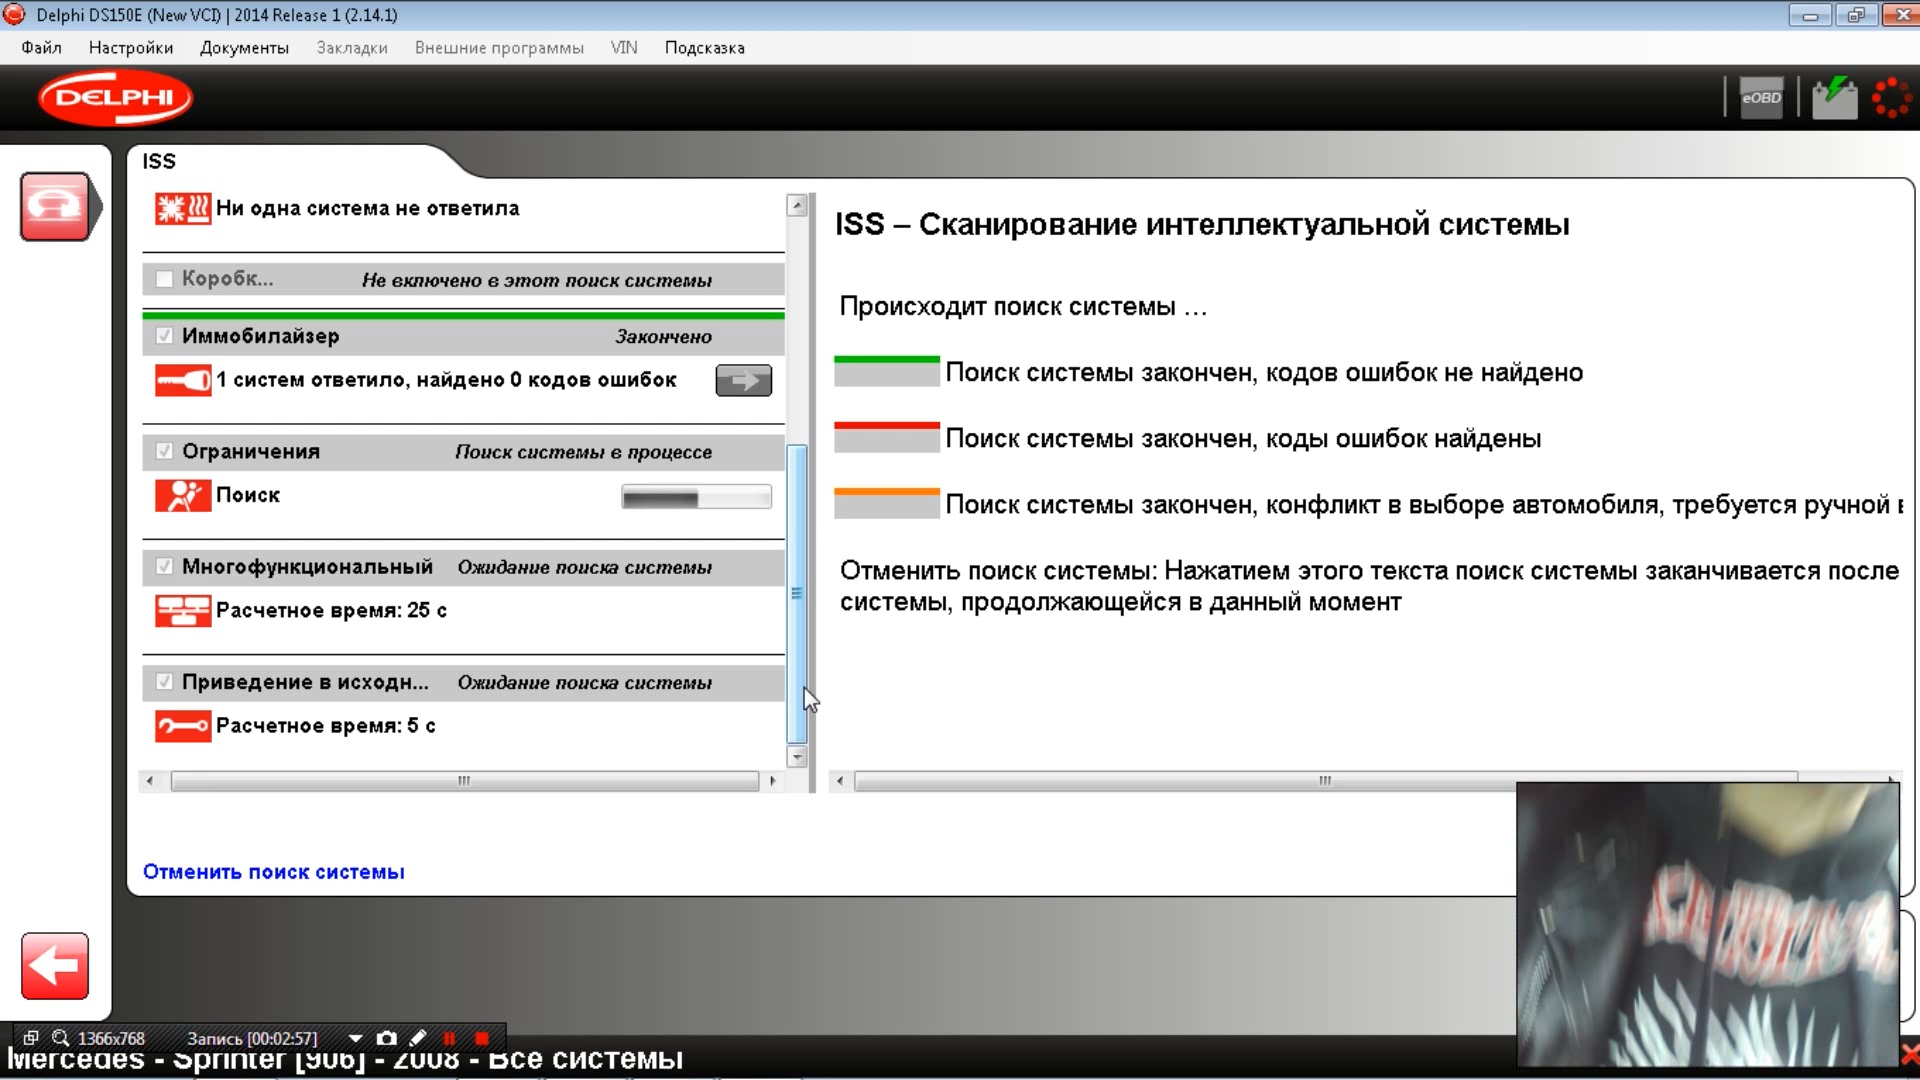 Delphi DS150E (New VCI) | 2014 Release 1 (2.14.1)
Файл Настройки Документы Закладки Внешние программы VIN Подсказка
DELPHI
eOBD
ISS
Ни одна система не ответила
Коробк... Не включено в этот поиск системы
Иммобилайзер Закончено
1 систем ответило, найдено 0 кодов ошибок
Ограничения Поиск системы в процессе
Поиск
Многофункциональный Ожидание поиска системы
Расчетное время: 25 с
Приведение в исходн... Ожидание поиска системы
Расчетное время: 5 с
Отменить поиск системы
ISS – Сканирование интеллектуальной системы
Происходит поиск системы ...
Поиск системы закончен, кодов ошибок не найдено
Поиск системы закончен, коды ошибок найдены
Поиск системы закончен, конфликт в выборе автомобиля, требуется ручной
Отменить поиск системы: Нажатием этого текста поиск системы заканчивается после
системы, продолжающейся в данный момент
1366x768 Запись [00:02:57]
Mercedes - Sprinter [906] - 2008 - Все системы